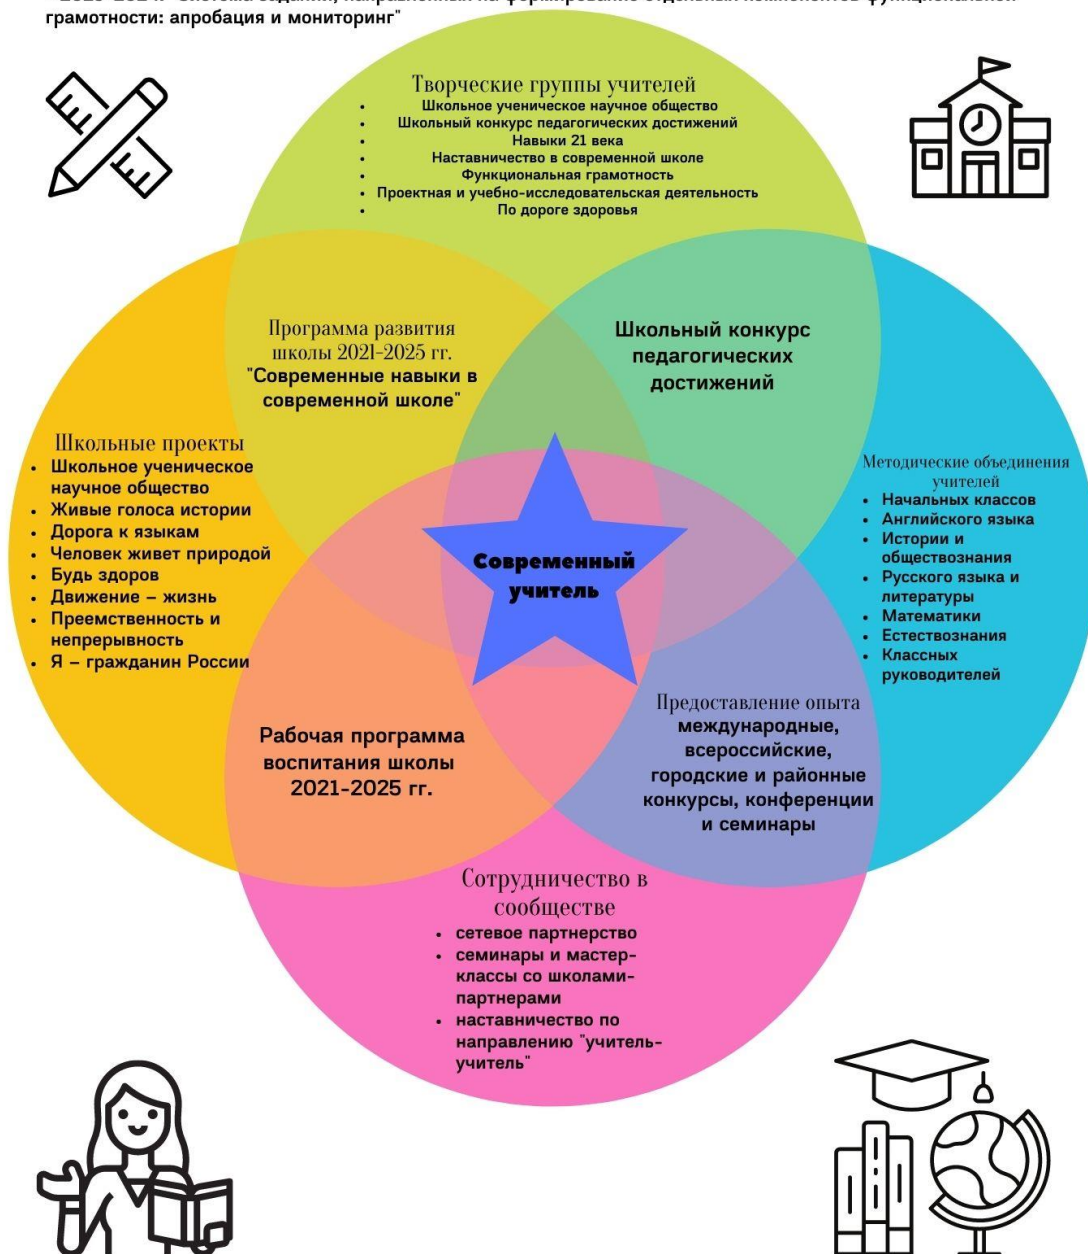 грамотности: апробация и мониторинг"
Творческие группы учителей
• Школьное ученическое научное общество
• Школьный конкурс педагогических достижений
• Навыки 21 века
• Наставничество в современной школе
• Функциональная грамотность
• Проектная и учебно-исследовательская деятельность
• По дороге здоровья
Программа развития
школы 2021-2025 гг.
"Современные навыки в
современной школе"
Школьный конкурс
педагогических
достижений
Школьные проекты
• Школьное ученическое
научное общество
• Живые голоса истории
• Дорога к языкам
• Человек живет природой
• Будь здоров
• Движение – жизнь
• Преемственность и
непрерывность
• Я – гражданин России
Современный
учитель
Методические объединения
учителей
• Начальных классов
• Английского языка
• Истории и
обществознания
• Русского языка и
литературы
• Математики
• Естествознания
• Классных
руководителей
Рабочая программа
воспитания школы
2021-2025 гг.
Предоставление опыта
международные,
всероссийские,
городские и районные
конкурсы, конференции
и семинары
Сотрудничество в
сообществе
• сетевое партнерство
• семинары и мастер-
классы со школами-
партнерами
• наставничество по
направлению "учитель-
учитель"